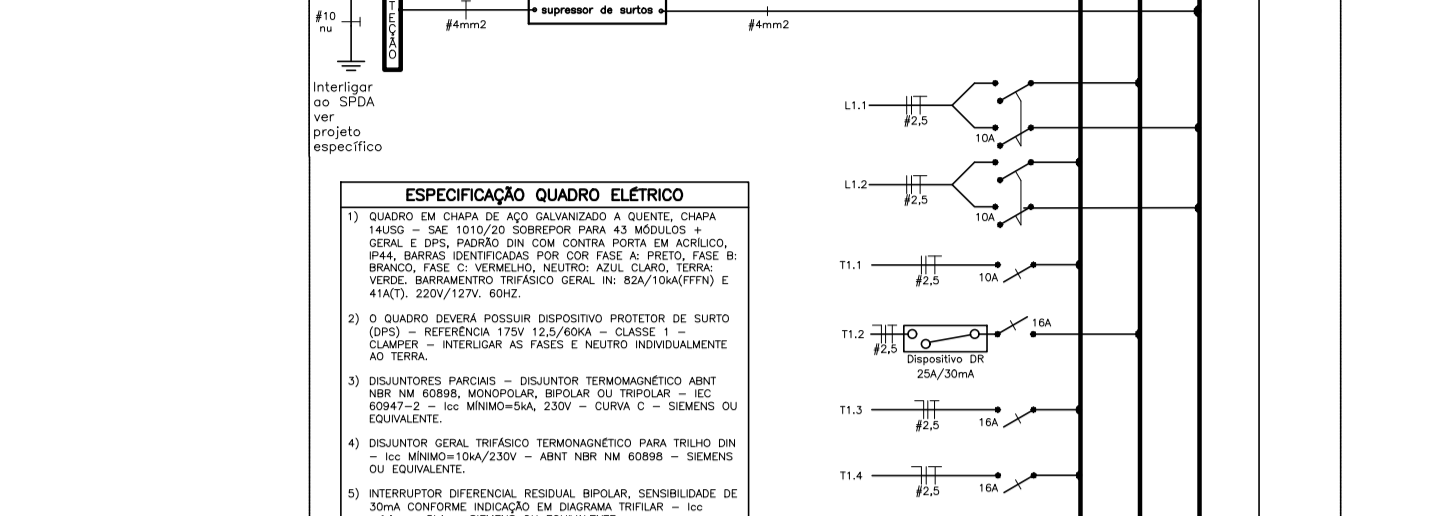 TEÇÃO
#10
nu
#4mm2
supressor de surtos
#4mm2
Interligar
ao SPDA
ver
projeto
específico
L1.1
#2,5
10A
L1.2
#2,5
10A
T1.1
#2,5
10A
T1.2
#2,5
Dispositivo DR
25A/30mA
16A
T1.3
#2,5
16A
T1.4
#2,5
16A
ESPECIFICAÇÃO QUADRO ELÉTRICO
1) QUADRO EM CHAPA DE AÇO GALVANIZADO A QUENTE, CHAPA
14USG – SAE 1010/20 SOBREPOR PARA 43 MÓDULOS +
GERAL E DPS, PADRÃO DIN COM CONTRA PORTA EM ACRÍLICO,
IP44, BARRAS IDENTIFICADAS POR COR FASE A: PRETO, FASE B:
BRANCO, FASE C: VERMELHO, NEUTRO: AZUL CLARO, TERRA:
VERDE. BARRAMENTRO TRIFÁSICO GERAL IN: 82A/10kA(FFFN) E
41A(T). 220V/127V. 60HZ.
2) O QUADRO DEVERÁ POSSUIR DISPOSITIVO PROTETOR DE SURTO
(DPS) – REFERÊNCIA 175V 12,5/60KA – CLASSE 1 –
CLAMPER – INTERLIGAR AS FASES E NEUTRO INDIVIDUALMENTE
AO TERRA.
3) DISJUNTORES PARCIAIS – DISJUNTOR TERMOMAGNÉTICO ABNT
NBR NM 60898, MONOPOLAR, BIPOLAR OU TRIPOLAR – IEC
60947–2 – Icc MÍNIMO=5kA, 230V – CURVA C – SIEMENS OU
EQUIVALENTE.
4) DISJUNTOR GERAL TRIFÁSICO TERMONAGNÉTICO PARA TRILHO DIN
– Icc MÍNIMO=10kA/230V – ABNT NBR NM 60898 – SIEMENS
OU EQUIVALENTE.
5) INTERRUPTOR DIFERENCIAL RESIDUAL BIPOLAR, SENSIBILIDADE DE
30mA CONFORME INDICAÇÃO EM DIAGRAMA TRIFILAR – Icc